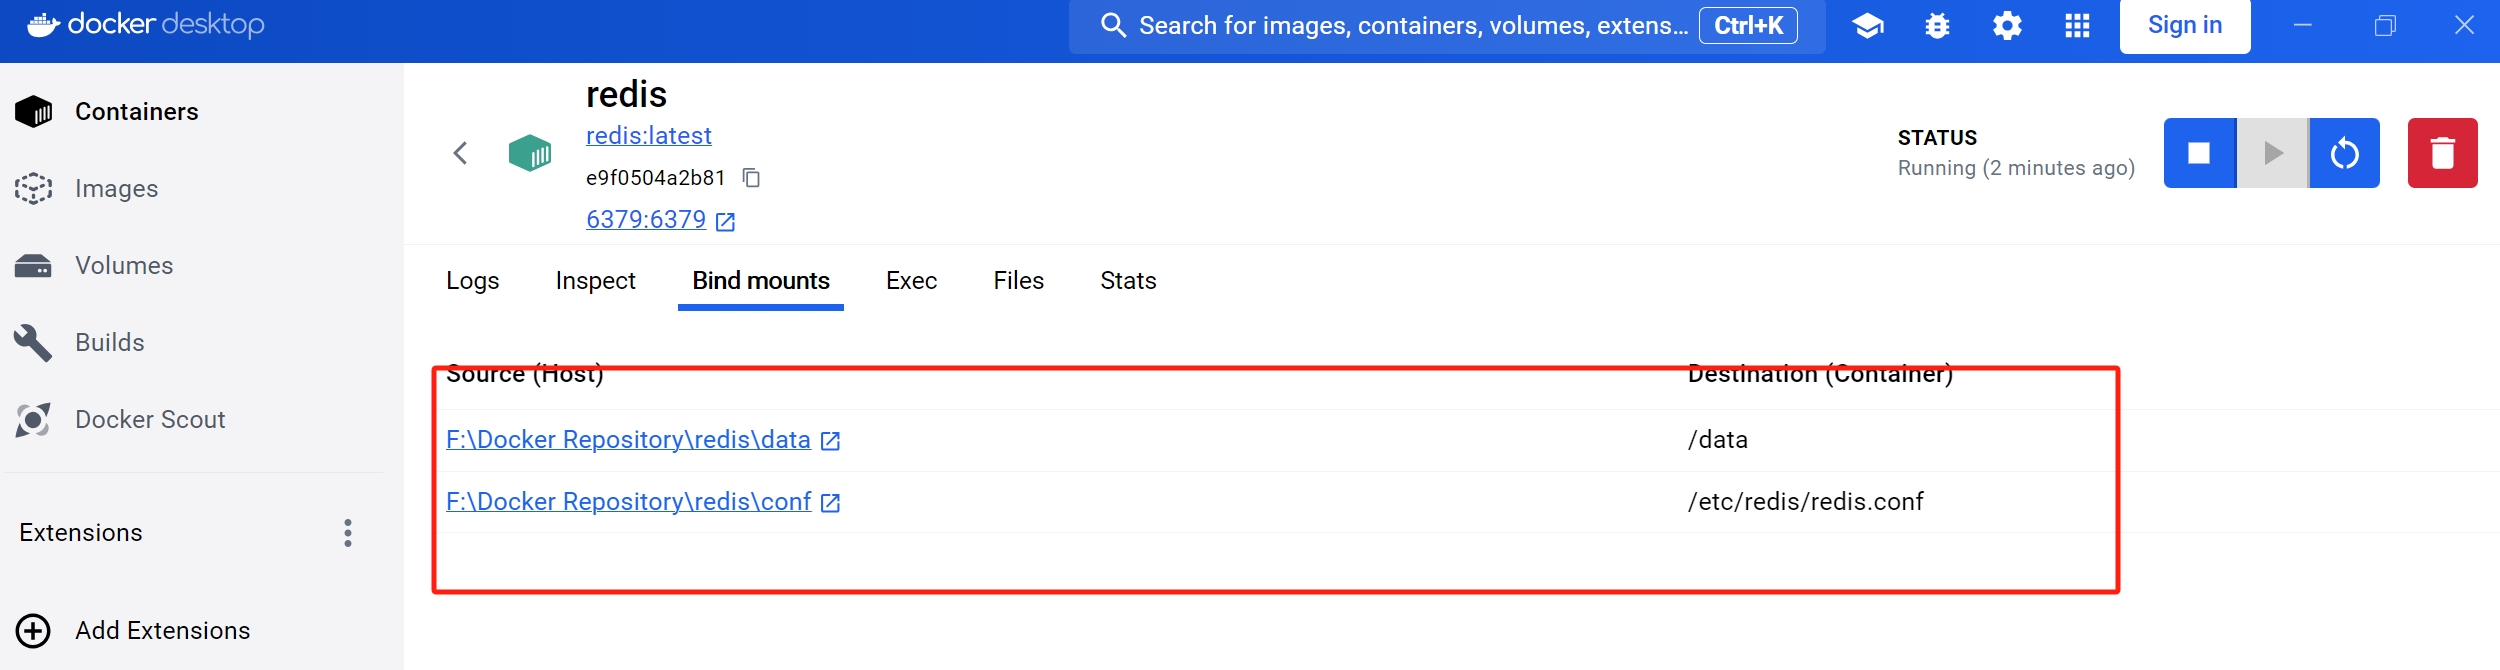 docker desktop
Search for images, containers, volumes, extens... Ctrl+K
Sign in
Containers
Images
Volumes
Builds
Docker Scout
Extensions
Add Extensions
redis
redis:latest
e9f0504a2b81
6379:6379
STATUS
Running (2 minutes ago)
Logs Inspect Bind mounts Exec Files Stats
Source (Host) Destination (Container)
F:\Docker Repository\redis\data /data
F:\Docker Repository\redis\conf /etc/redis/redis.conf